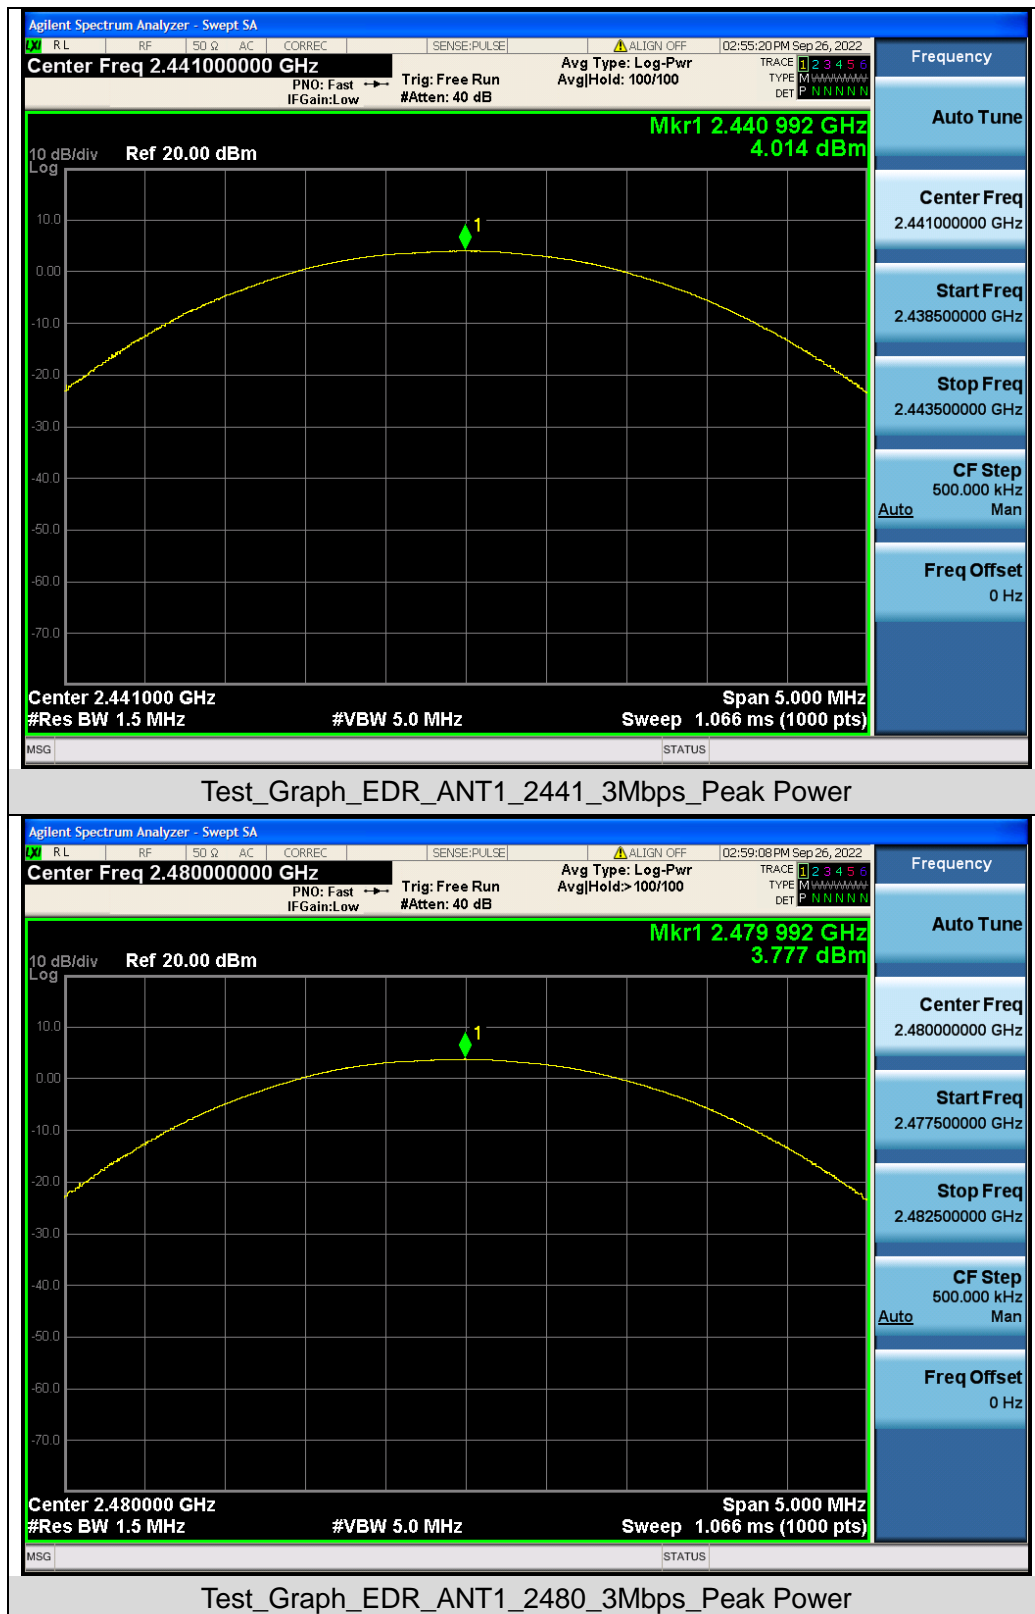 Agilent Spectrum Analyzer - Swept SA
LXI RL RF 50 Ω AC CORREC SENSE:PULSE ALIGN OFF 02:55:20 PM Sep 26, 2022
Center Freq 2.441000000 GHz
PNO: Fast Trig: Free Run
IFGain:Low #Atten: 40 dB
Avg Type: Log-Pwr
Avg|Hold: 100/100
TRACE 1 2 3 4 5 6
TYPE M WWWWW
DET P N N N N N
Mkr1 2.440 992 GHz
4.014 dBm
10 dB/div Ref 20.00 dBm
Log
1
10.0
0.00
-10.0
-20.0
-30.0
-40.0
-50.0
-60.0
-70.0
Center 2.441000 GHz Span 5.000 MHz
#Res BW 1.5 MHz #VBW 5.0 MHz Sweep 1.066 ms (1000 pts)
MSG STATUS
Frequency
Auto Tune
Center Freq
2.441000000 GHz
Start Freq
2.438500000 GHz
Stop Freq
2.443500000 GHz
CF Step
500.000 kHz
Auto Man
Freq Offset
0 Hz
Test_Graph_EDR_ANT1_2441_3Mbps_Peak Power
Agilent Spectrum Analyzer - Swept SA
LXI RL RF 50 Ω AC CORREC SENSE:PULSE ALIGN OFF 02:59:08 PM Sep 26, 2022
Center Freq 2.480000000 GHz
PNO: Fast Trig: Free Run
IFGain:Low #Atten: 40 dB
Avg Type: Log-Pwr
Avg|Hold:>100/100
TRACE 1 2 3 4 5 6
TYPE M WWWWW
DET P N N N N N
Mkr1 2.479 992 GHz
3.777 dBm
10 dB/div Ref 20.00 dBm
Log
1
10.0
0.00
-10.0
-20.0
-30.0
-40.0
-50.0
-60.0
-70.0
Center 2.480000 GHz Span 5.000 MHz
#Res BW 1.5 MHz #VBW 5.0 MHz Sweep 1.066 ms (1000 pts)
MSG STATUS
Frequency
Auto Tune
Center Freq
2.480000000 GHz
Start Freq
2.477500000 GHz
Stop Freq
2.482500000 GHz
CF Step
500.000 kHz
Auto Man
Freq Offset
0 Hz
Test_Graph_EDR_ANT1_2480_3Mbps_Peak Power